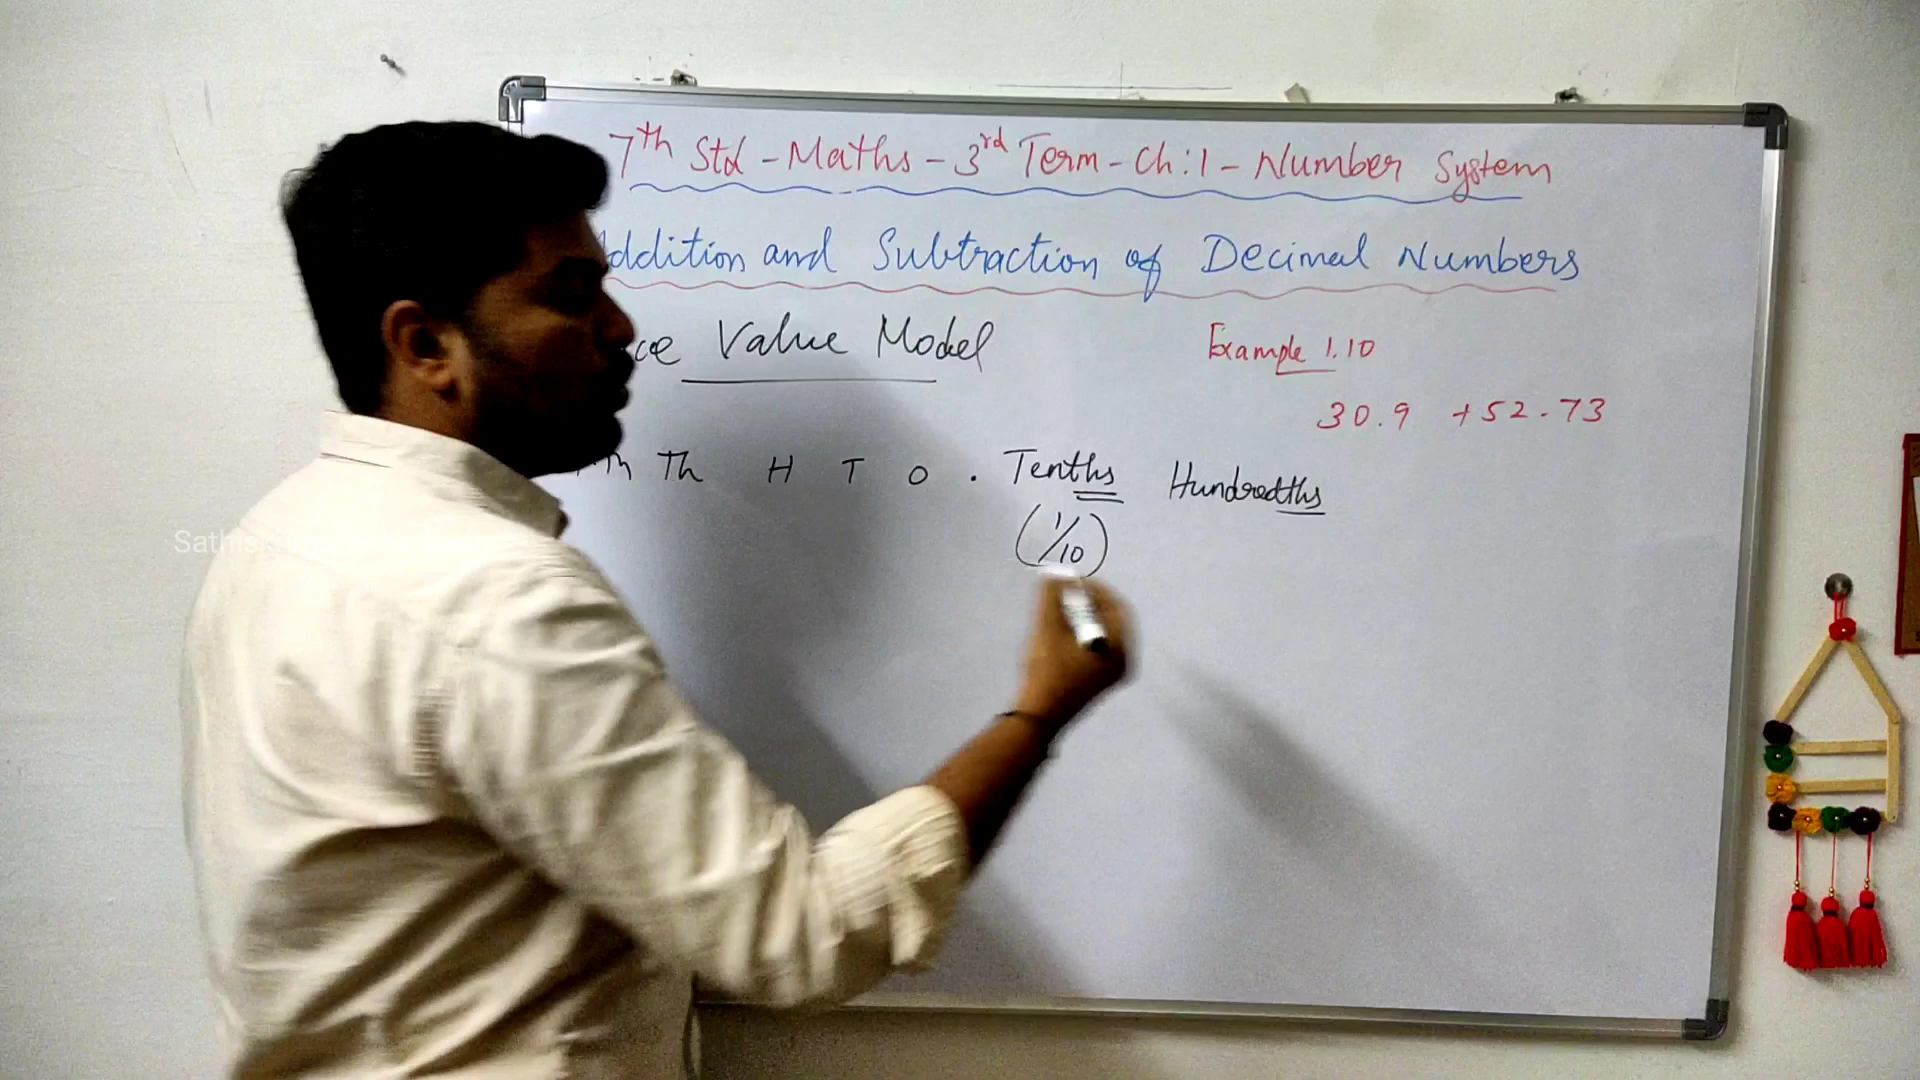 7th Std - Maths - 3rd Term - Ch:1 - Number System
Addition and Subtraction of Decimal Numbers
Value Model
Example 1.10
30.9 + 52.73
Th H T O . Tenths Hundredths
(1/10)